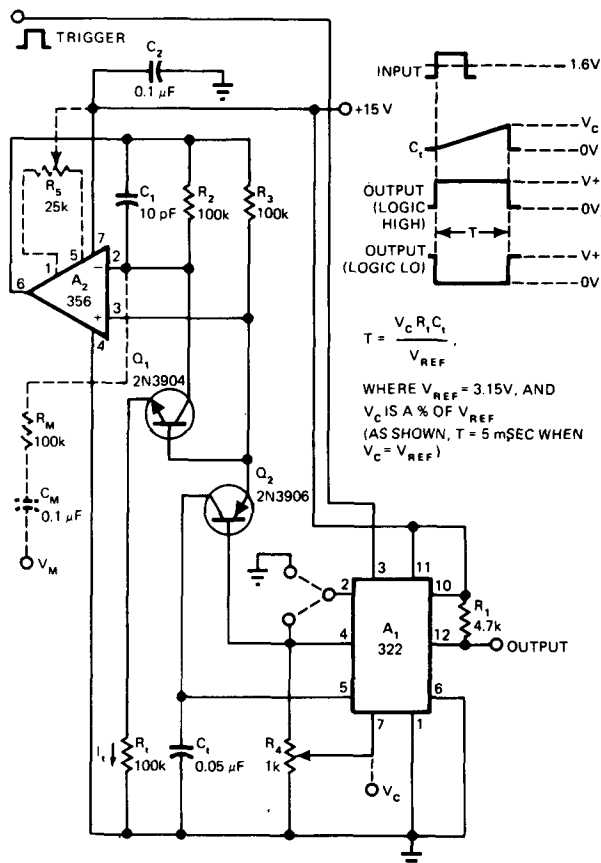 TRIGGER
C2
0.1 µF
+15 V
R5
25k
C1
10 pF
R2
100k
R3
100k
7
5
1
2
6
A2
356
3
4
Q1
2N3904
RM
100k
CM
0.1 µF
VM
Q2
2N3906
3
11
2
10
R1
4.7k
4
A1
322
12
OUTPUT
5
6
7
1
It
Rt
100k
Ct
0.05 µF
R4
1k
VC
INPUT
1.6V
Ct
VC
0V
OUTPUT
(LOGIC
HIGH)
V+
0V
T
OUTPUT
(LOGIC LO)
V+
0V
T = VC Rt Ct / VREF ,
WHERE VREF = 3.15V, AND
VC IS A % OF VREF
(AS SHOWN, T = 5 mSEC WHEN
VC = VREF)